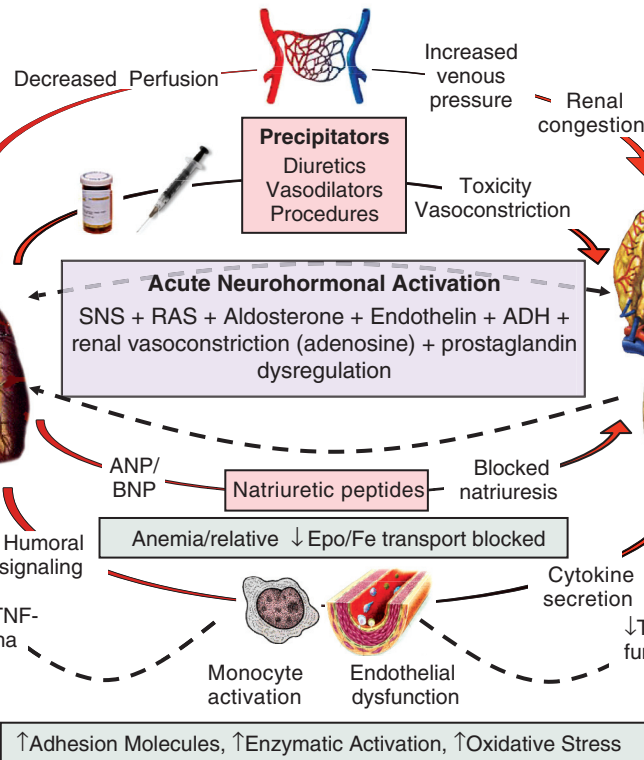 Decreased Perfusion
Increased
venous
pressure
Renal
congestion
Precipitators
Diuretics
Vasodilators
Procedures
Toxicity
Vasoconstriction
Acute Neurohormonal Activation
SNS + RAS + Aldosterone + Endothelin + ADH +
renal vasoconstriction (adenosine) + prostaglandin
dysregulation
ANP/
BNP
Natriuretic peptides
Blocked
natriuresis
Anemia/relative ↓Epo/Fe transport blocked
Humoral
signaling
Cytokine
secretion
TNF-
Monocyte
activation
Endothelial
dysfunction
↑Adhesion Molecules, ↑Enzymatic Activation, ↑Oxidative Stress